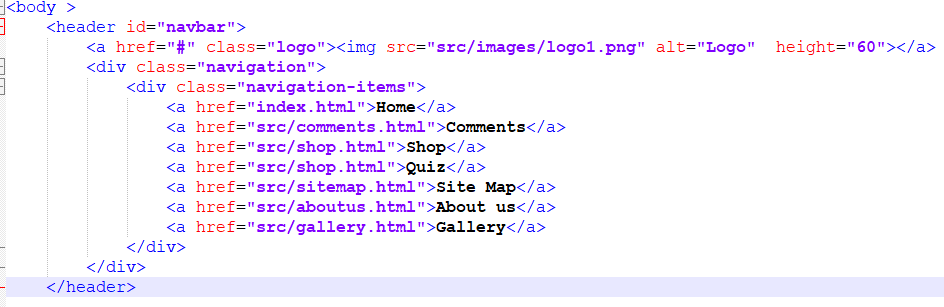 <body >
<header id="navbar">
<a href="#" class="logo"><img src="src/images/logo1.png" alt="Logo"  height="60"></a>
<div class="navigation">
<div class="navigation-items">
<a href="index.html">Home</a>
<a href="src/comments.html">Comments</a>
<a href="src/shop.html">Shop</a>
<a href="src/shop.html">Quiz</a>
<a href="src/sitemap.html">Site Map</a>
<a href="src/aboutus.html">About us</a>
<a href="src/gallery.html">Gallery</a>
</div>
</div>
</header>